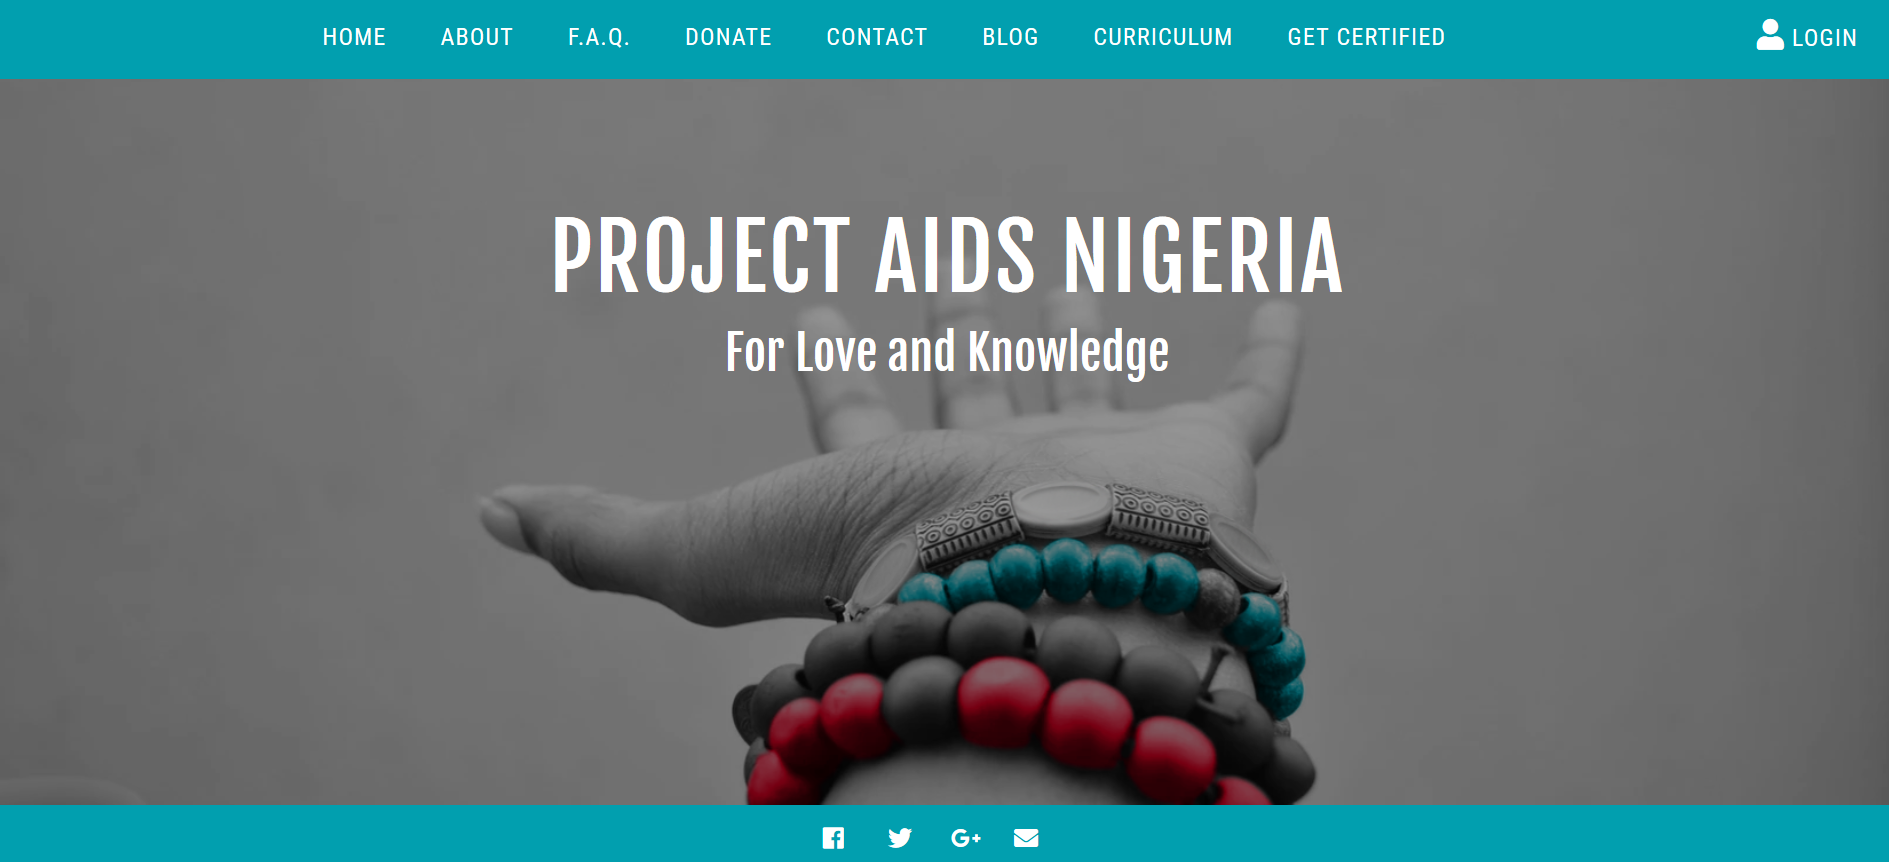 HOME ABOUT F.A.Q. DONATE CONTACT BLOG CURRICULUM GET CERTIFIED LOGIN
PROJECT AIDS NIGERIA
For Love and Knowledge